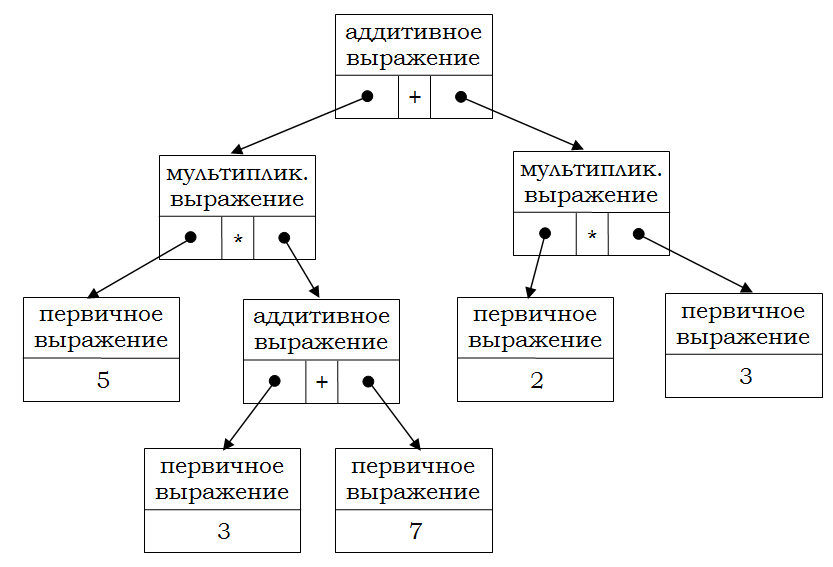 аддитивное
выражение
+
мультиплик.
выражение
*
мультиплик.
выражение
*
первичное
выражение
5
аддитивное
выражение
+
первичное
выражение
2
первичное
выражение
3
первичное
выражение
3
первичное
выражение
7